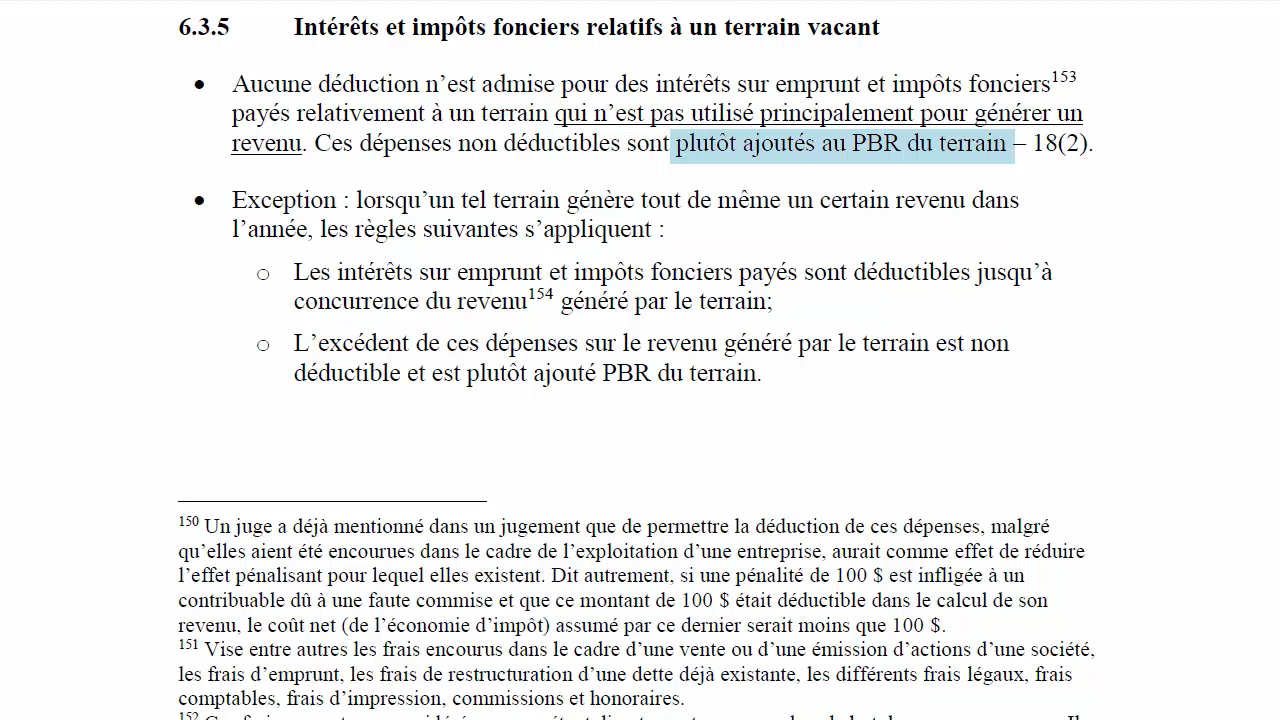 6.3.5 Intérêts et impôts fonciers relatifs à un terrain vacant
• Aucune déduction n’est admise pour des intérêts sur emprunt et impôts fonciers153
payés relativement à un terrain qui n’est pas utilisé principalement pour générer un
revenu. Ces dépenses non déductibles sont plutôt ajoutés au PBR du terrain – 18(2).
• Exception : lorsqu’un tel terrain génère tout de même un certain revenu dans
l’année, les règles suivantes s’appliquent :
o Les intérêts sur emprunt et impôts fonciers payés sont déductibles jusqu’à
concurrence du revenu154 généré par le terrain;
o L’excédent de ces dépenses sur le revenu généré par le terrain est non
déductible et est plutôt ajouté PBR du terrain.
150 Un juge a déjà mentionné dans un jugement que de permettre la déduction de ces dépenses, malgré
qu’elles aient été encourues dans le cadre de l’exploitation d’une entreprise, aurait comme effet de réduire
l’effet pénalisant pour lequel elles existent. Dit autrement, si une pénalité de 100 $ est infligée à un
contribuable dû à une faute commise et que ce montant de 100 $ était déductible dans le calcul de son
revenu, le coût net (de l’économie d’impôt) assumé par ce dernier serait moins que 100 $.
151 Vise entre autres les frais encourus dans le cadre d’une vente ou d’une émission d’actions d’une société,
les frais d’emprunt, les frais de restructuration d’une dette déjà existante, les différents frais légaux, frais
comptables, frais d’impression, commissions et honoraires.
152